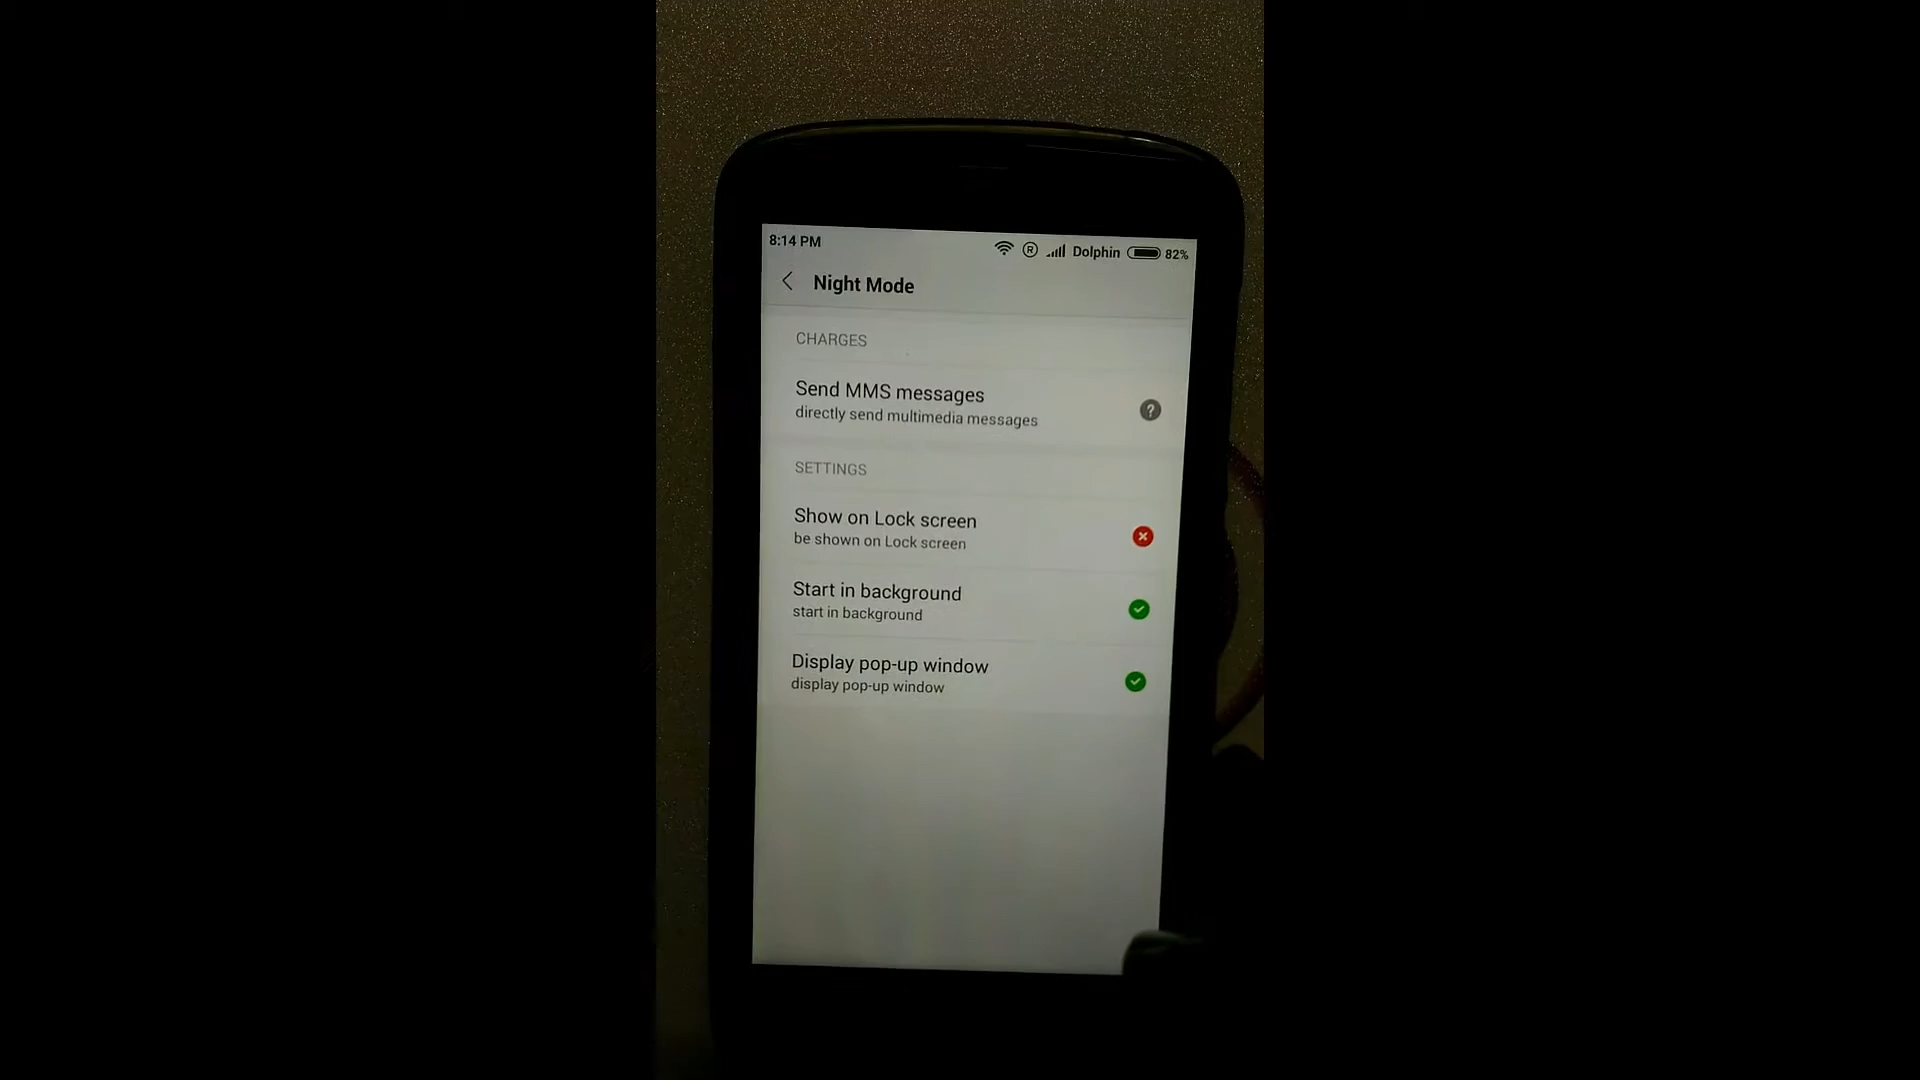 8:14 PM ® Dolphin 82%
Night Mode
CHARGES
Send MMS messages
directly send multimedia messages
?
SETTINGS
Show on Lock screen
be shown on Lock screen
Start in background
start in background
Display pop-up window
display pop-up window